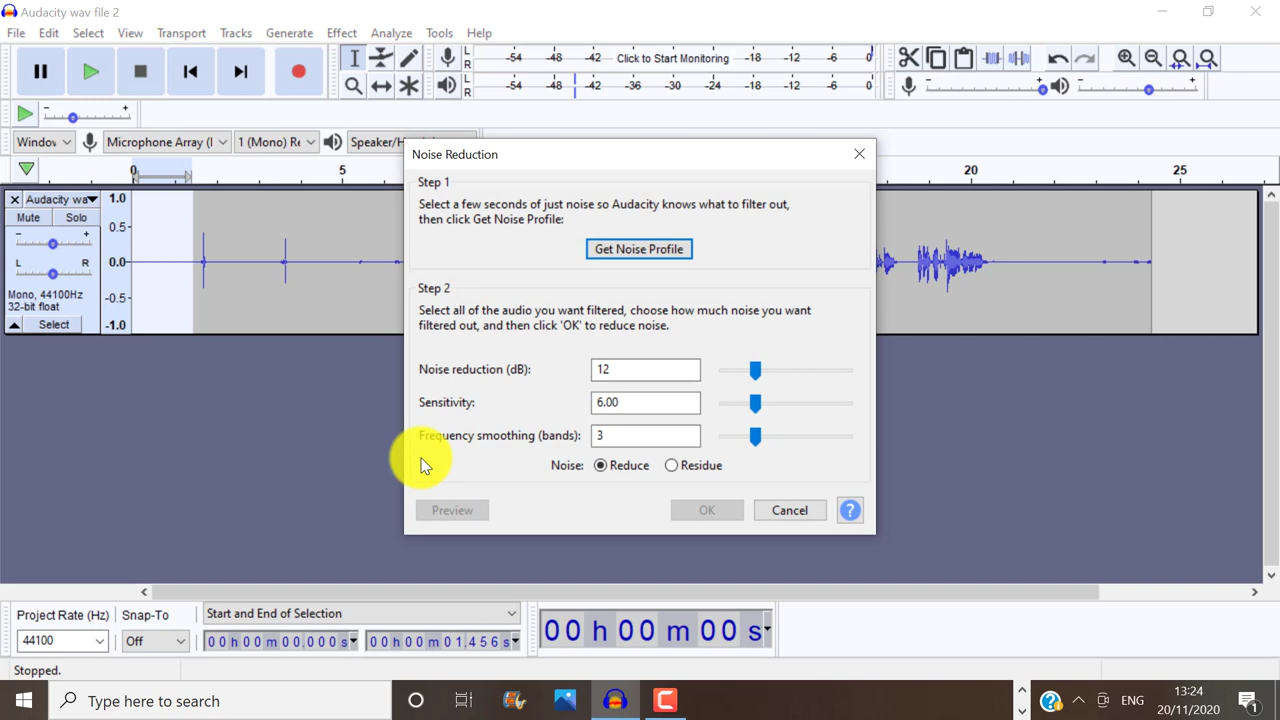 Audacity wav file 2
File Edit Select View Transport Tracks Generate Effect Analyze Tools Help
L
R
-54 -48 -42 Click to Start Monitoring -18 -12 -6 0
L
R
-54 -48 -42 -36 -30 -24 -18 -12 -6 0
- +
- +
- +
Microphone Array ( 1 (Mono) Re Speaker/H
0 5 20 25
Noise Reduction
Step 1
Select a few seconds of just noise so Audacity knows what to filter out,
then click Get Noise Profile:
Get Noise Profile
Step 2
Select all of the audio you want filtered, choose how much noise you want
filtered out, and then click 'OK' to reduce noise.
Noise reduction (dB): 12
Sensitivity: 6.00
Frequency smoothing (bands): 3
Noise: Reduce Residue
Preview OK Cancel ?
Audacity wa
Mute Solo
- +
L R
Mono, 44100Hz
32-bit float
Select
1.0
0.5-
0.0-
-0.5-
-1.0
Project Rate (Hz) Snap-To Start and End of Selection
44100 Off 00h00m00.000s 00h00m01.456s
00 h 00 m 00 s
Stopped.
Type here to search
ENG
13:24
20/11/2020
1